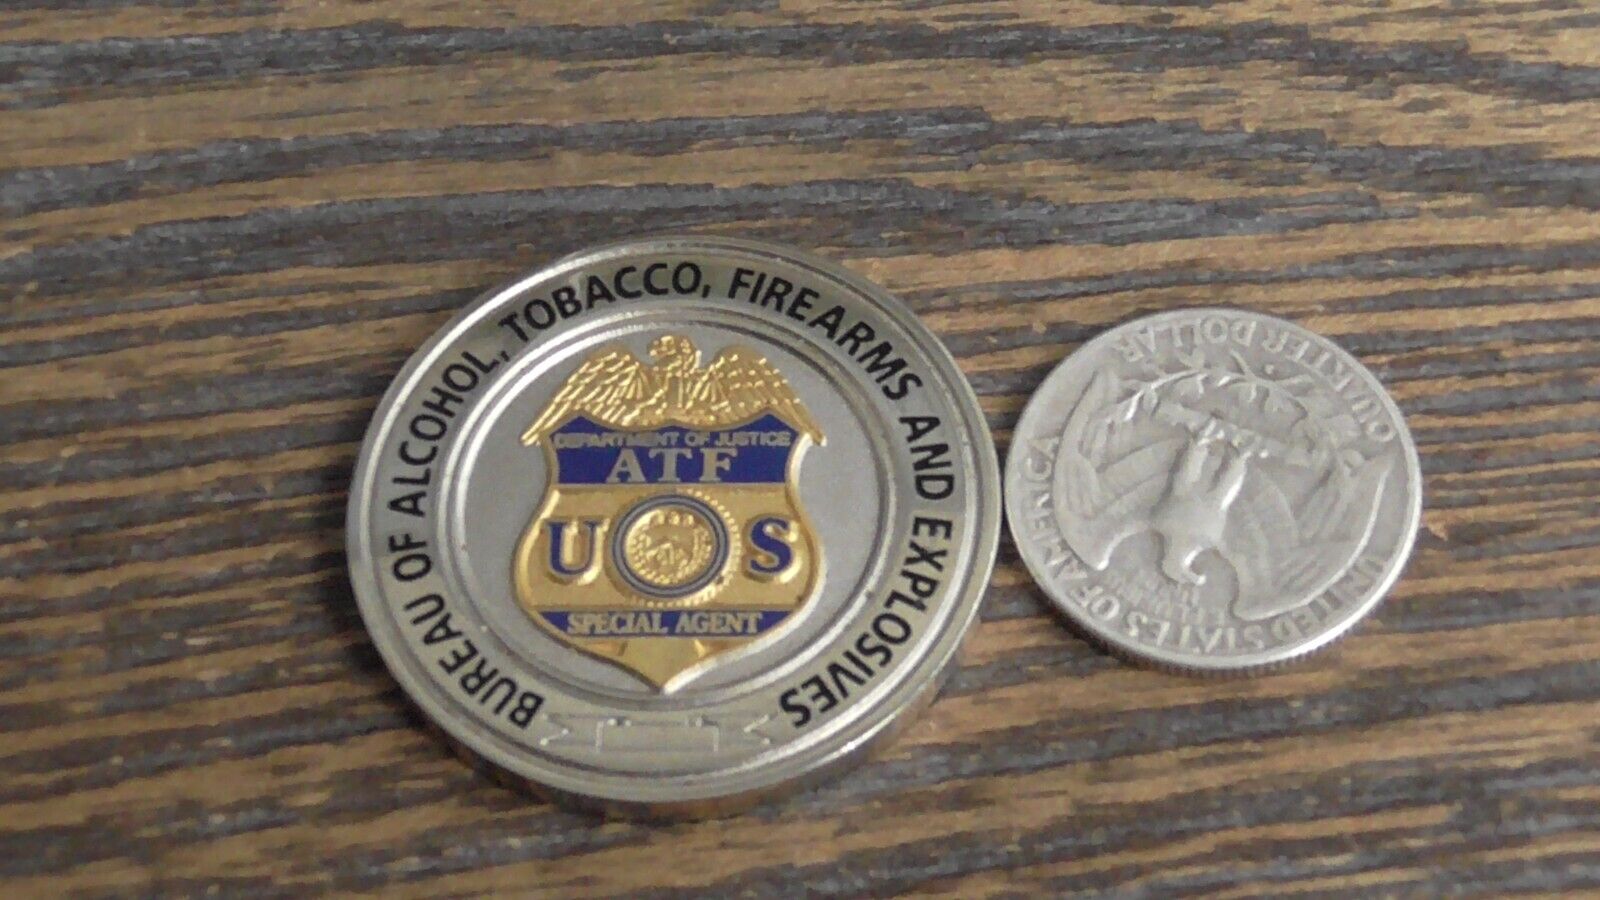 BUREAU OF ALCOHOL, TOBACCO, FIREARMS AND EXPLOSIVES
DEPARTMENT OF JUSTICE
ATF
U S
SPECIAL AGENT
UNITED STATES OF AMERICA
QUARTER DOLLAR